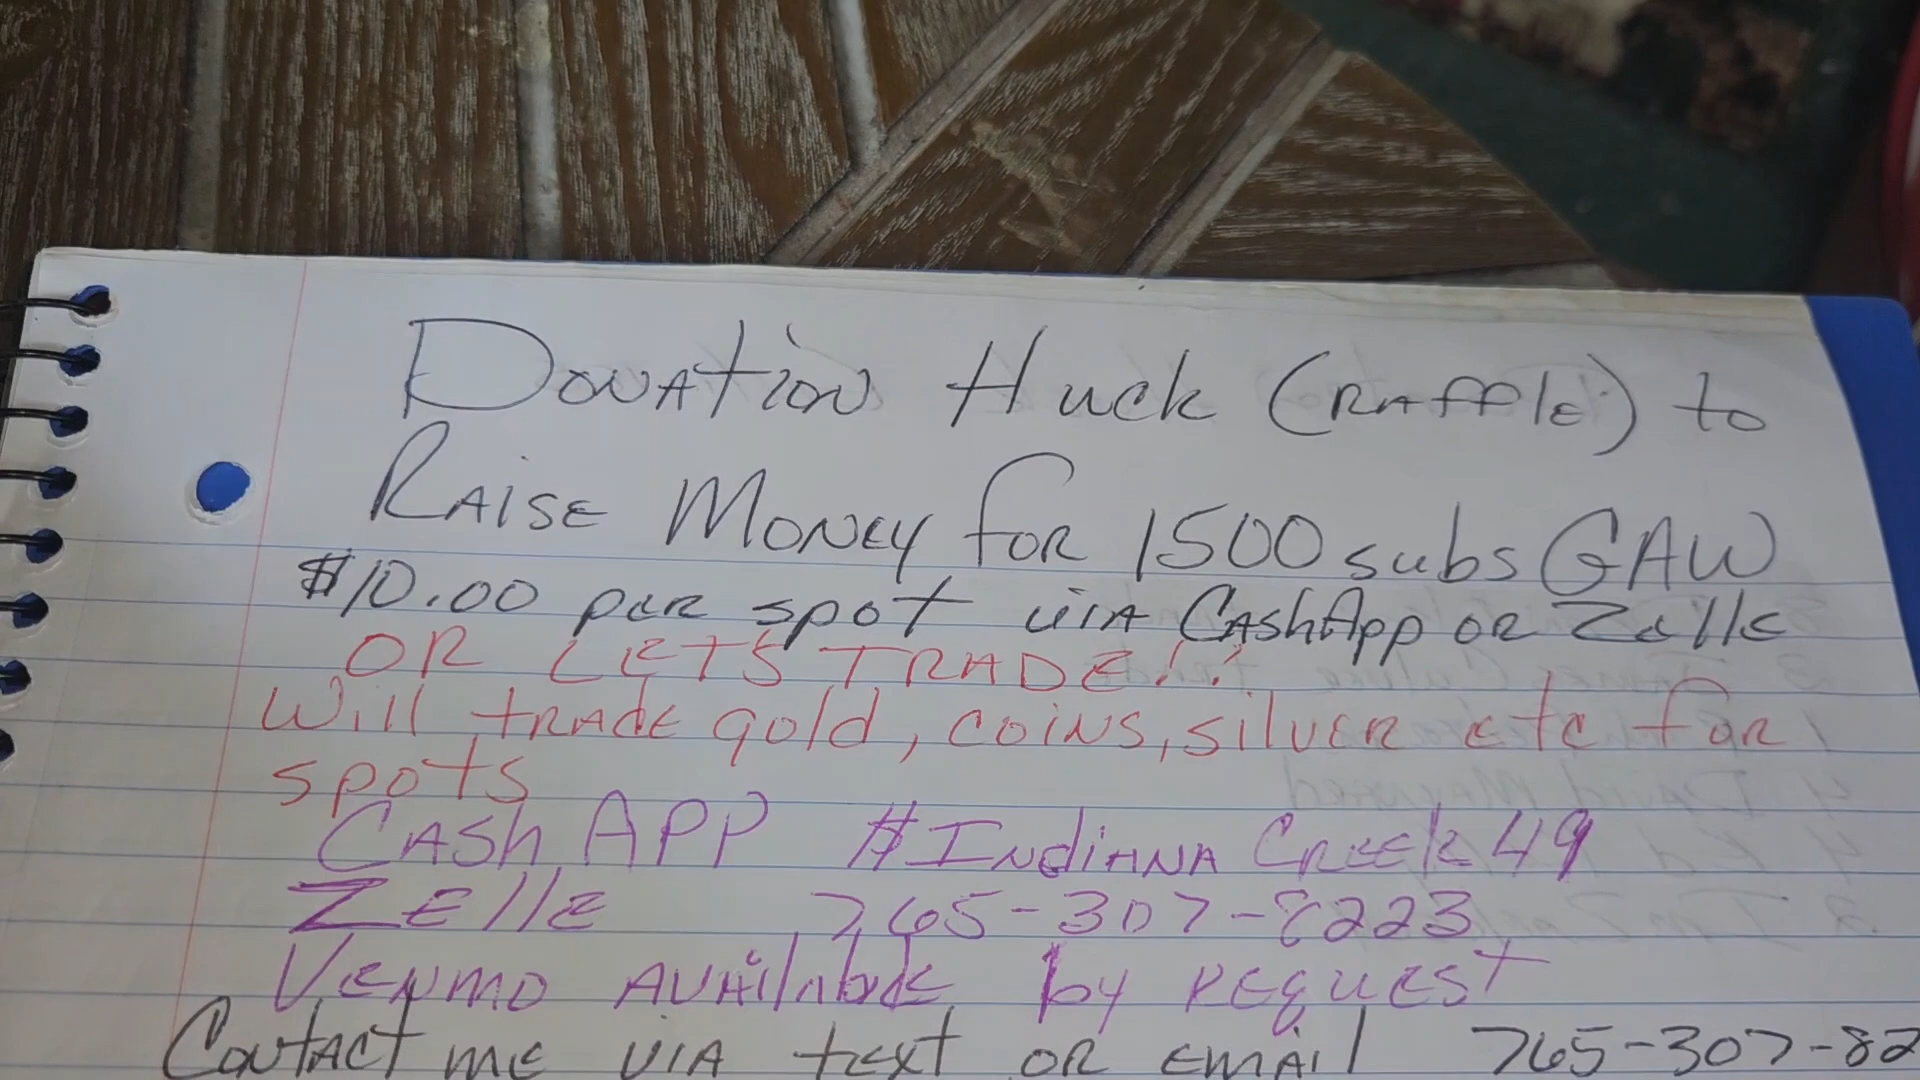 Donation Huck (Raffle) to
Raise Money for 1500 subs GAW
$10.00 per spot via CashApp or Zelle
OR LETS TRADE!!
Will trade gold, coins, silver etc for
spots
Cash APP #Indiana Creek 49
Zelle 765-307-8223
Venmo Available by request
Contact me via text or email 765-307-82